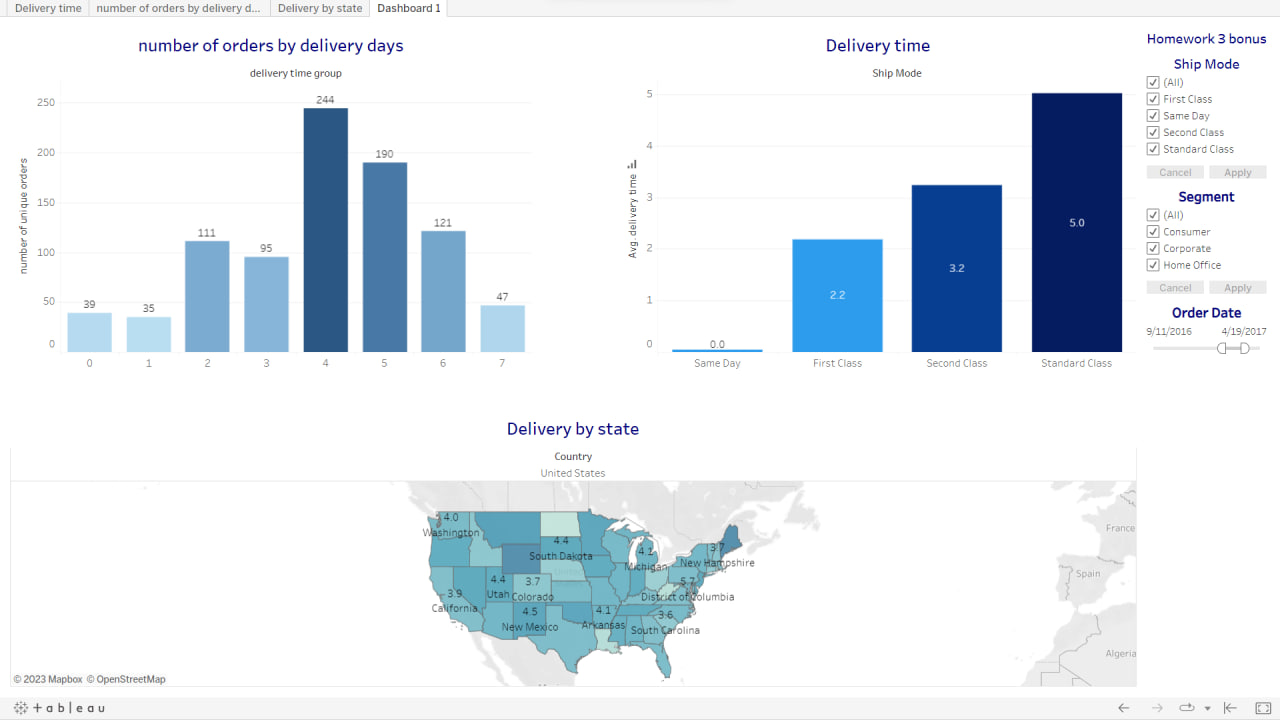 Delivery time
number of orders by delivery d...
Delivery by state
Dashboard 1
number of orders by delivery days
delivery time group
number of unique orders
250
200
150
100
50
0
39
35
111
95
244
190
121
47
0 1 2 3 4 5 6 7
Delivery time
Ship Mode
Avg. delivery time
5
4
3
2
1
0
0.0
2.2
3.2
5.0
Same Day
First Class
Second Class
Standard Class
Homework 3 bonus
Ship Mode
(All)
First Class
Same Day
Second Class
Standard Class
Cancel Apply
Segment
(All)
Consumer
Corporate
Home Office
Cancel Apply
Order Date
9/11/2016 4/19/2017
Delivery by state
Country
United States
4.0
Washington
4.4
South Dakota
4.1
Michigan
3.7
New Hampshire
4.4
Utah
3.7
Colorado
5.7
District of Columbia
3.9
California
4.5
New Mexico
4.1
Arkansas
3.6
South Carolina
France
Spain
Algeria
© 2023 Mapbox © OpenStreetMap
+ a b | e a u